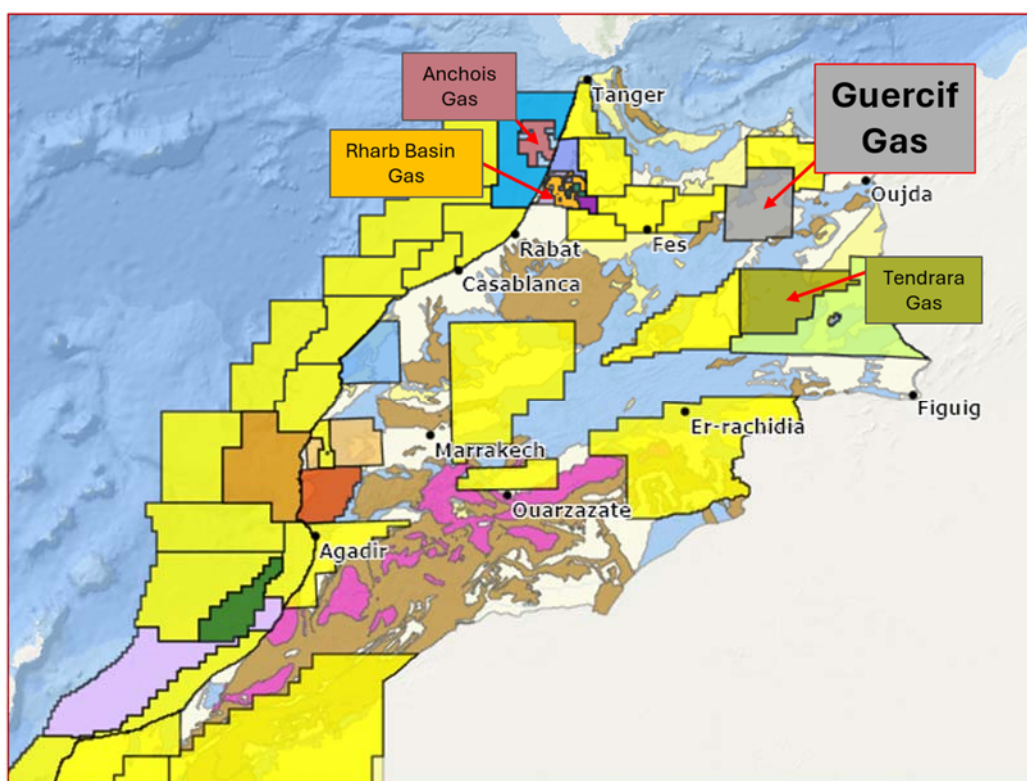 Anchois
Gas
Tanger
Guercif
Gas
Rharb Basin
Gas
Oujda
Rabat
Fes
Casablanca
Tendrara
Gas
Figuig
Er-rachidia
Marrakech
Ouarzazate
Agadir